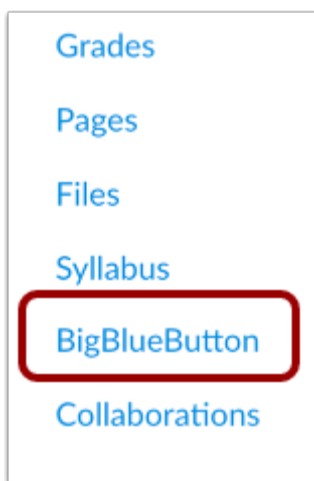 Grades
Pages
Files
Syllabus
BigBlueButton
Collaborations